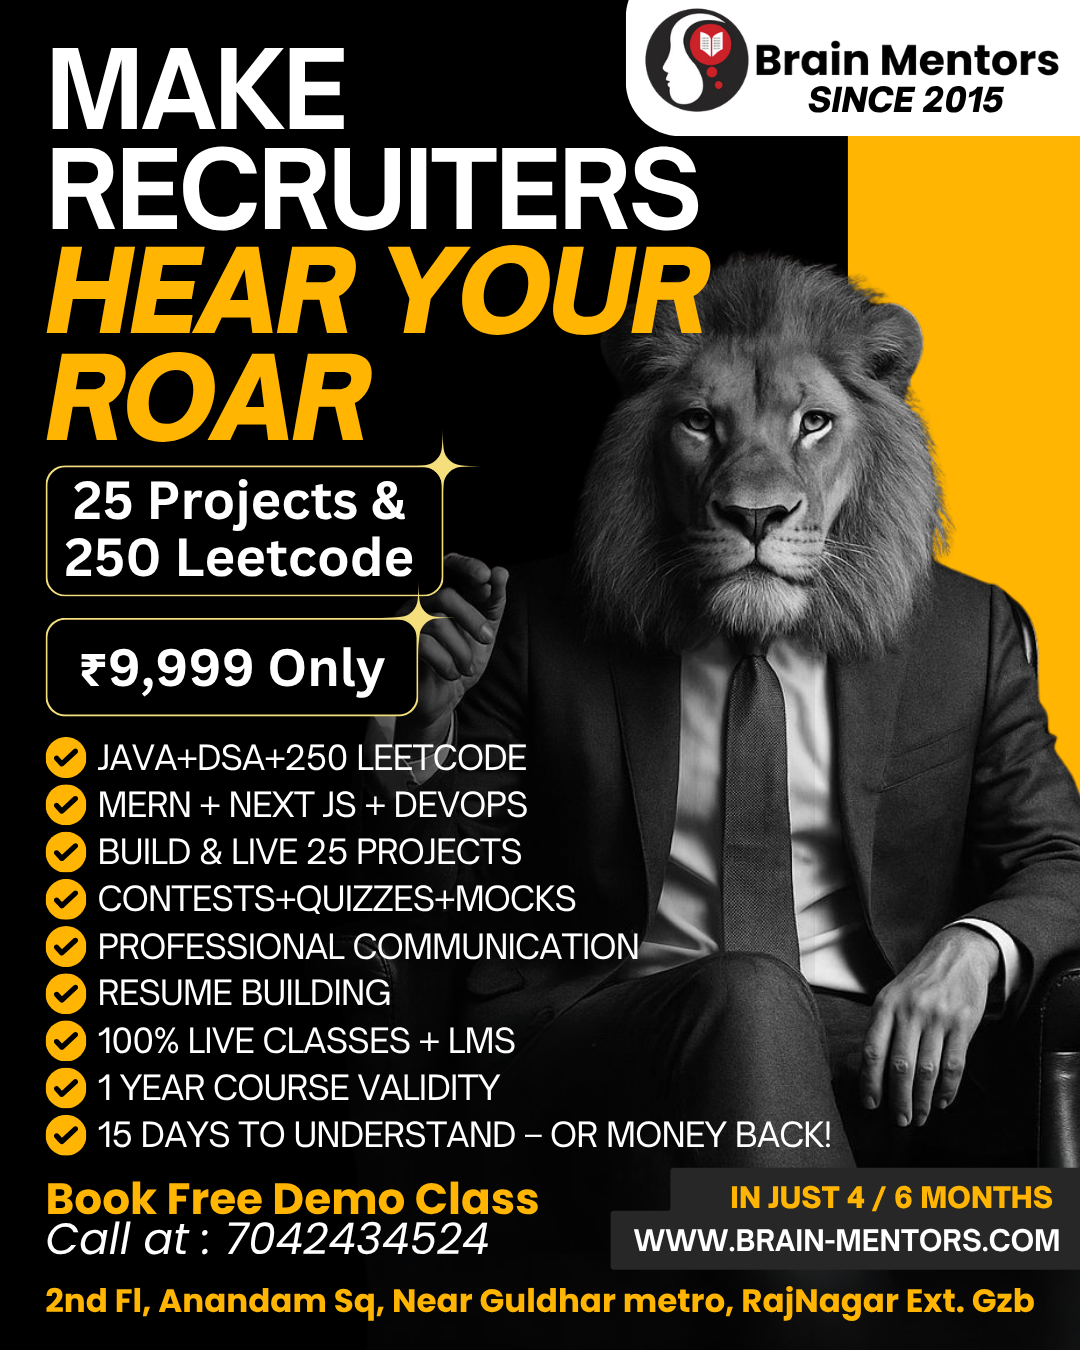 Brain Mentors
SINCE 2015
MAKE
RECRUITERS
HEAR YOUR
ROAR
25 Projects &
250 Leetcode
₹9,999 Only
JAVA+DSA+250 LEETCODE
MERN + NEXT JS + DEVOPS
BUILD & LIVE 25 PROJECTS
CONTESTS+QUIZZES+MOCKS
PROFESSIONAL COMMUNICATION
RESUME BUILDING
100% LIVE CLASSES + LMS
1 YEAR COURSE VALIDITY
15 DAYS TO UNDERSTAND – OR MONEY BACK!
Book Free Demo Class
Call at : 7042434524
IN JUST 4 / 6 MONTHS
WWW.BRAIN-MENTORS.COM
2nd Fl, Anandam Sq, Near Guldhar metro, RajNagar Ext. Gzb